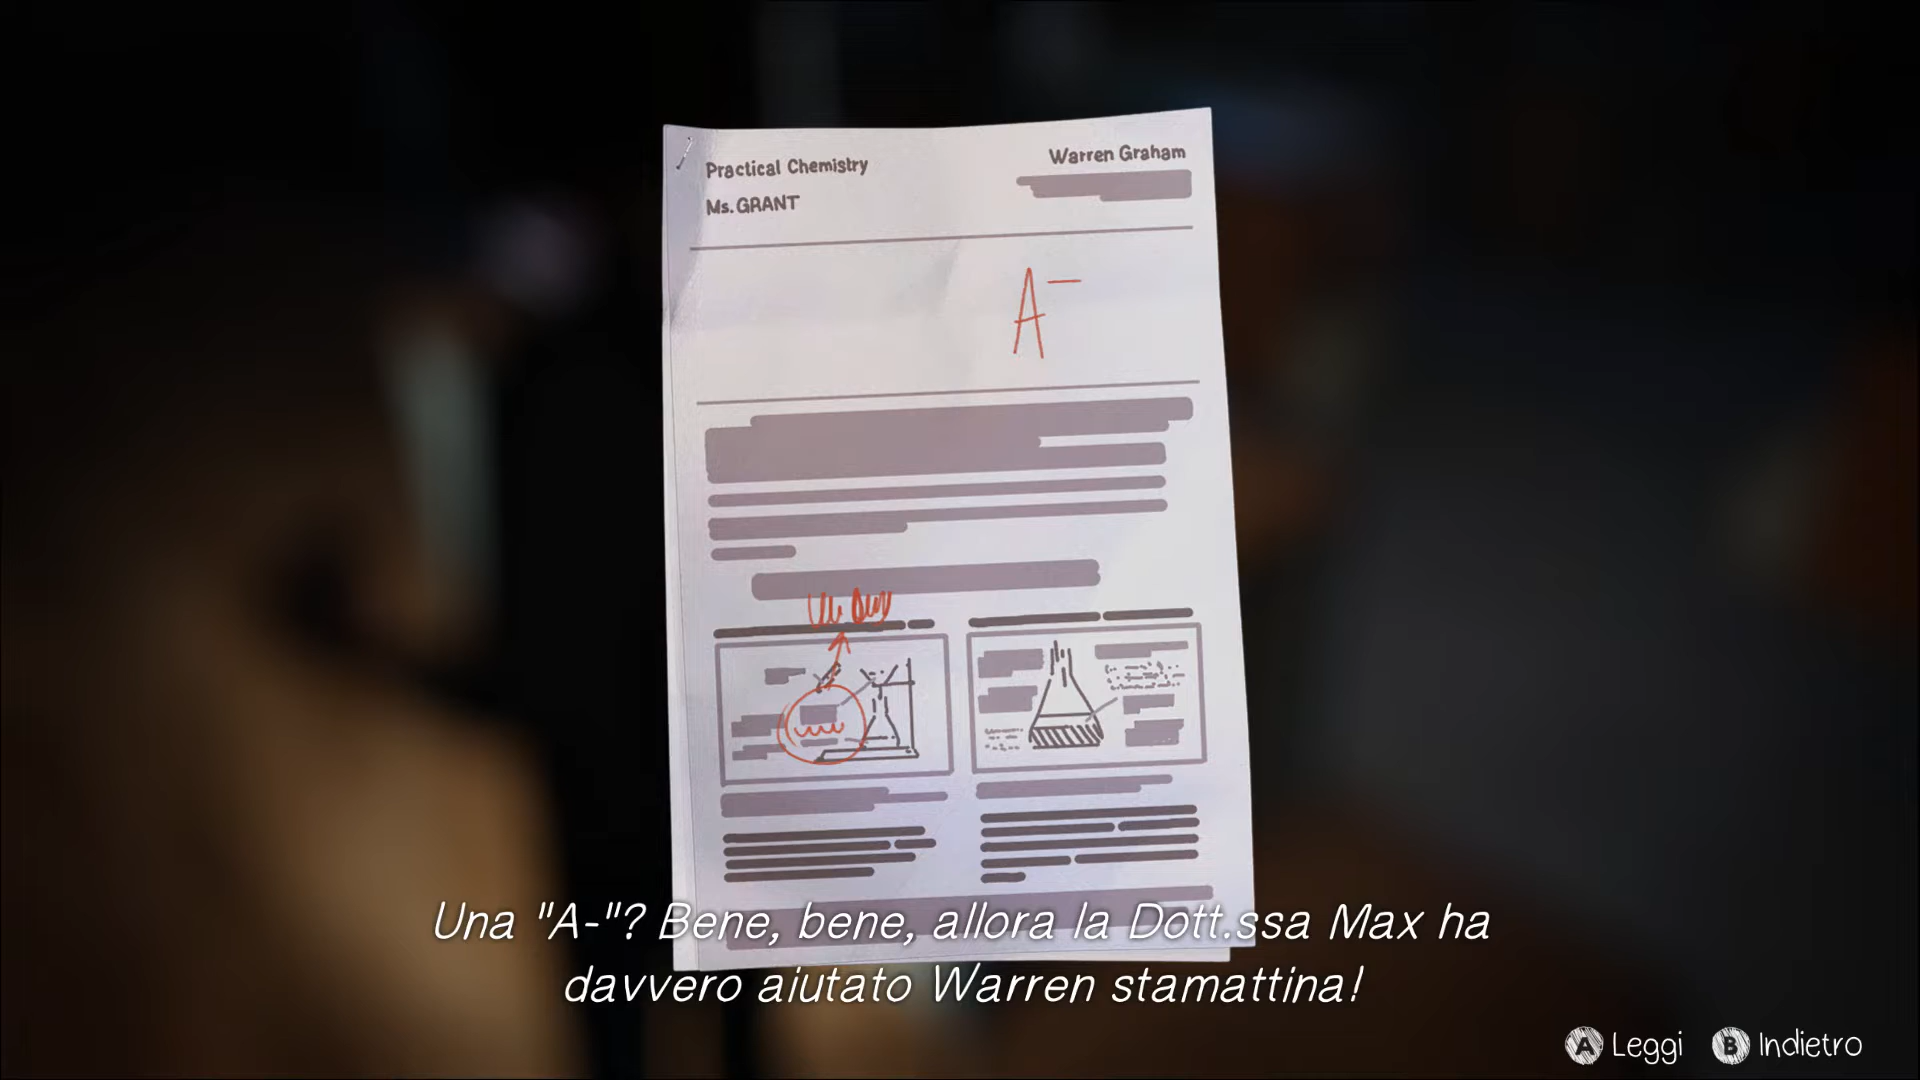 Practical Chemistry
Warren Graham
Ms. GRANT
A-
Una "A-"? Bene, bene, allora la Dott.ssa Max ha
davvero aiutato Warren stamattina!
A Leggi B Indietro